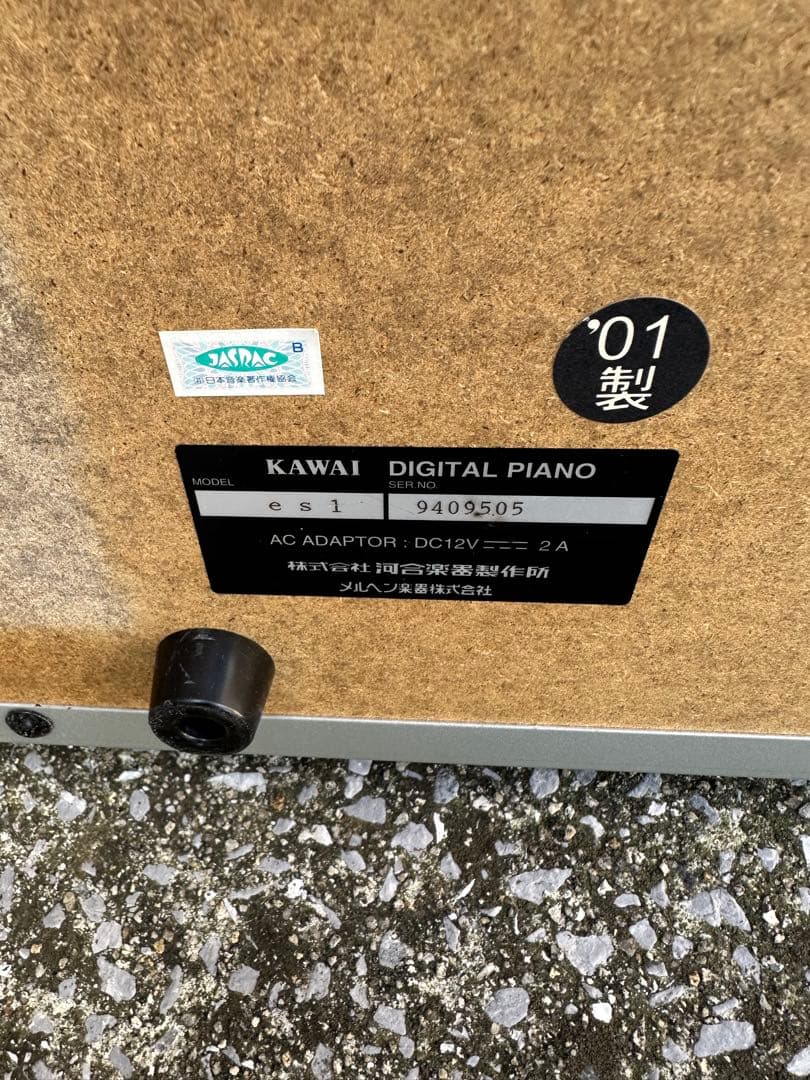 JASRAC B
日本音楽著作権協会
'01
製
KAWAI DIGITAL PIANO
MODEL SER.NO.
es1 9409505
AC ADAPTOR : DC12V ⎓ 2 A
株式会社 河合楽器製作所
メルヘン楽器株式会社